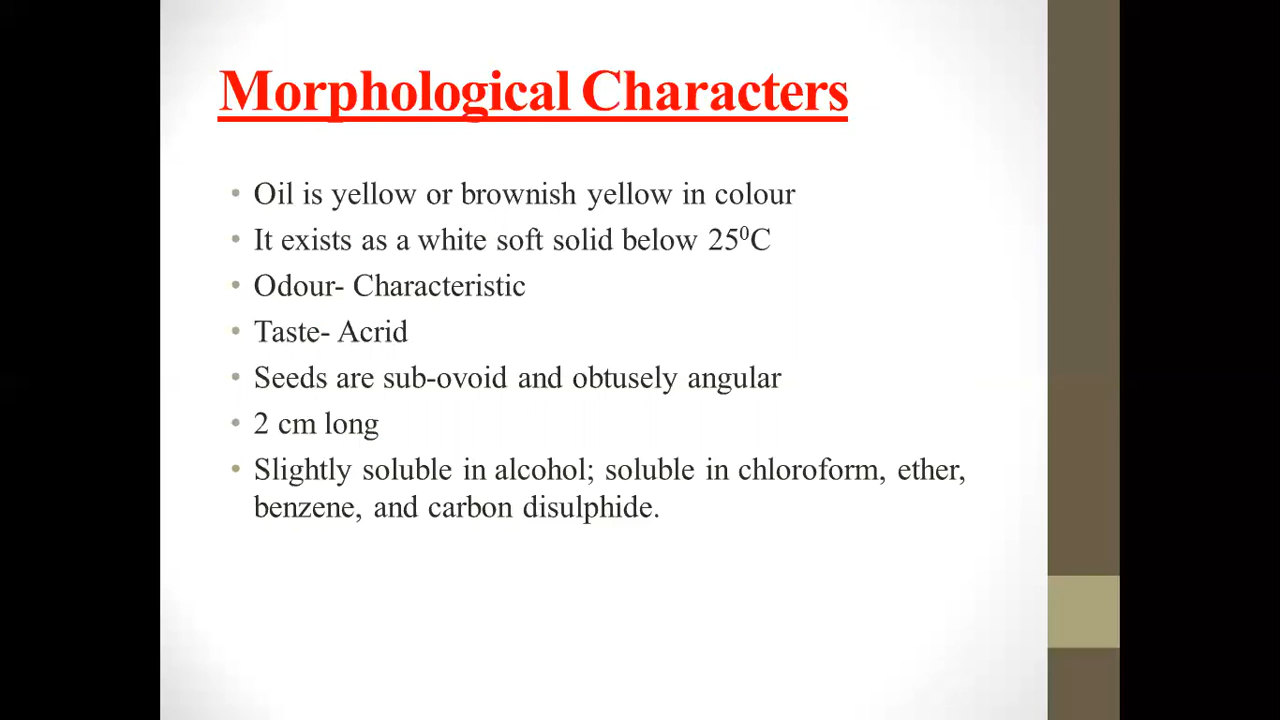 Morphological Characters
• Oil is yellow or brownish yellow in colour
• It exists as a white soft solid below 25⁰C
• Odour- Characteristic
• Taste- Acrid
• Seeds are sub-ovoid and obtusely angular
• 2 cm long
• Slightly soluble in alcohol; soluble in chloroform, ether,
benzene, and carbon disulphide.